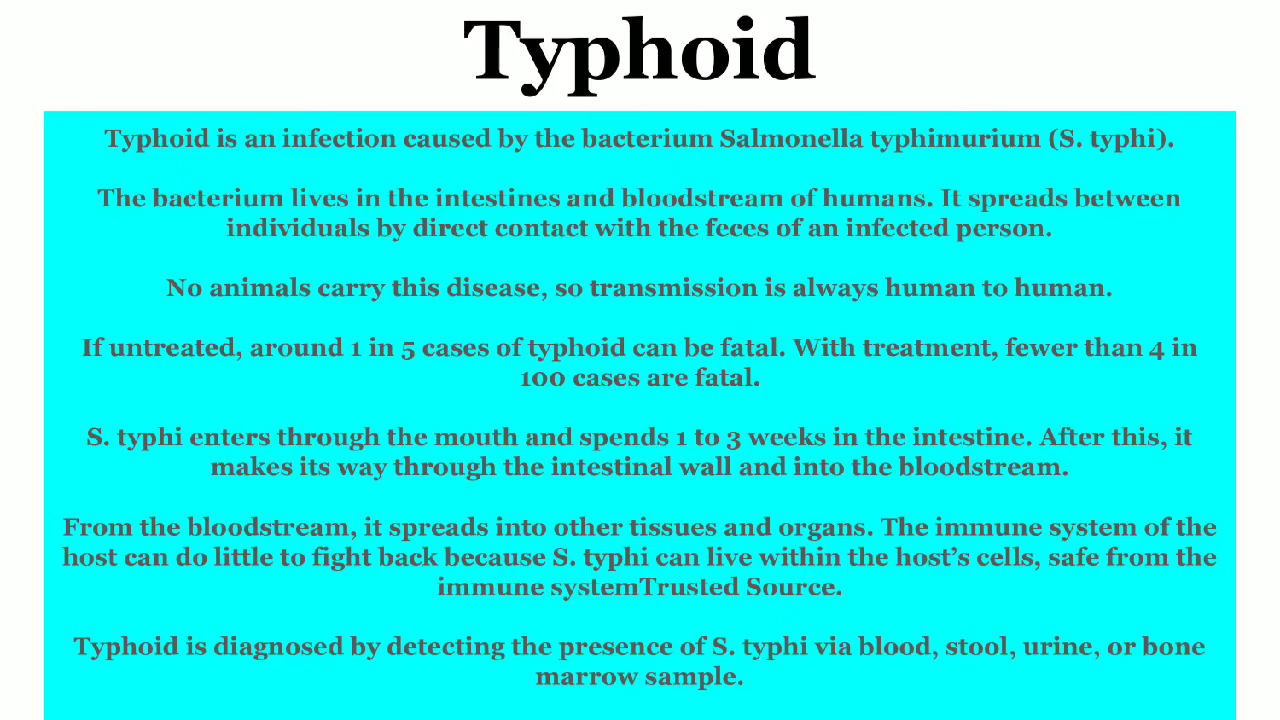 Typhoid
Typhoid is an infection caused by the bacterium Salmonella typhimurium (S. typhi).
The bacterium lives in the intestines and bloodstream of humans. It spreads between
individuals by direct contact with the feces of an infected person.
No animals carry this disease, so transmission is always human to human.
If untreated, around 1 in 5 cases of typhoid can be fatal. With treatment, fewer than 4 in
100 cases are fatal.
S. typhi enters through the mouth and spends 1 to 3 weeks in the intestine. After this, it
makes its way through the intestinal wall and into the bloodstream.
From the bloodstream, it spreads into other tissues and organs. The immune system of the
host can do little to fight back because S. typhi can live within the host’s cells, safe from the
immune systemTrusted Source.
Typhoid is diagnosed by detecting the presence of S. typhi via blood, stool, urine, or bone
marrow sample.